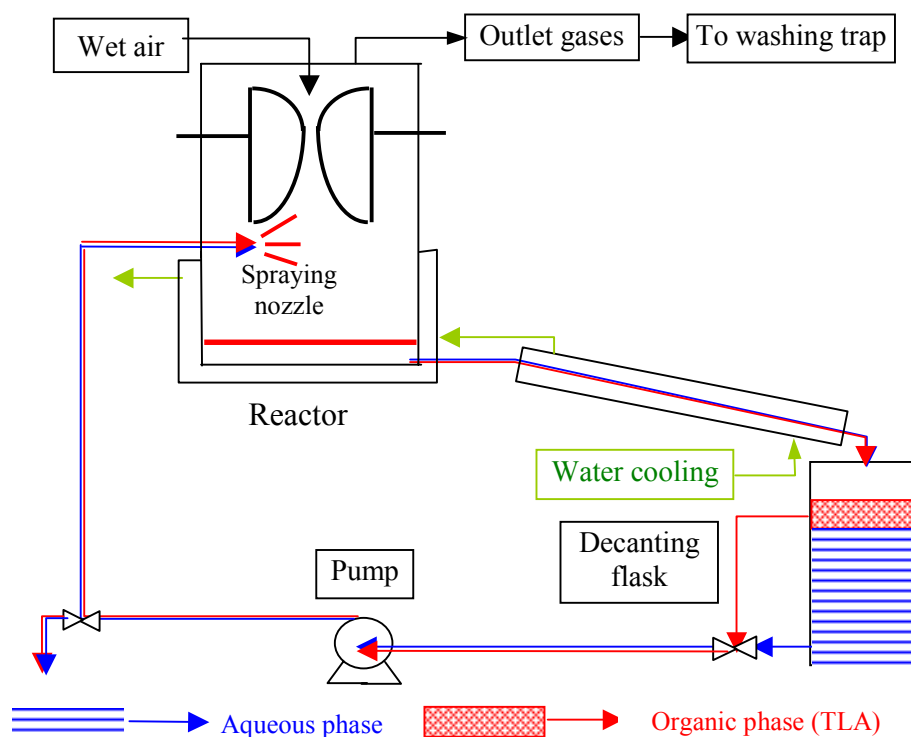 Wet air
Outlet gases
To washing trap
Spraying
nozzle
Reactor
Water cooling
Decanting
flask
Pump
Aqueous phase
Organic phase (TLA)